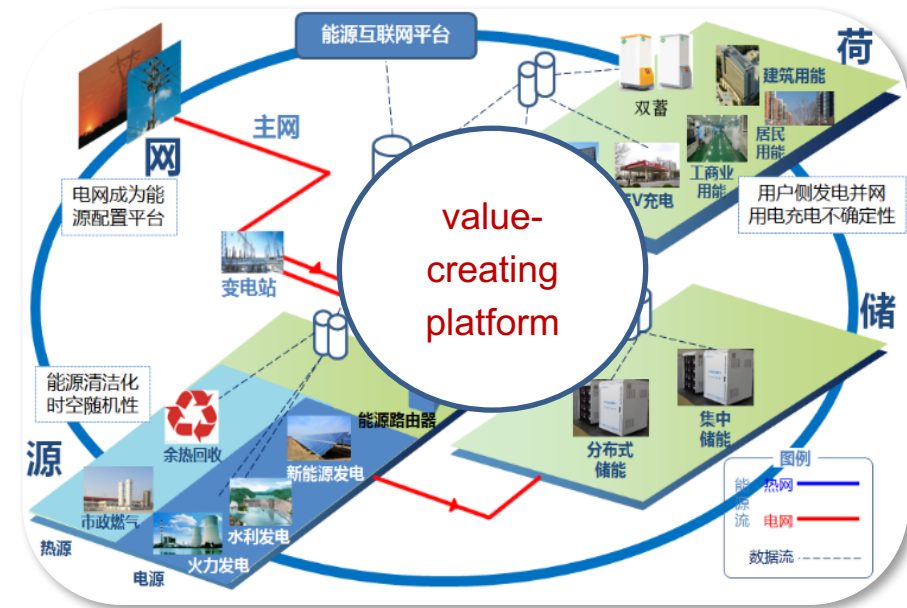 能源互联网平台
荷
主网
网
双蓄
建筑用能
居民
用能
工商业
用能
V充电
电网成为能
源配置平台
用户侧发电并网
用电充电不确定性
value-
creating
platform
变电站
储
能源清洁化
时空随机性
源
余热回收
能源路由器
新能源发电
市政燃气
水利发电
火力发电
热源
电源
分布式
储能
集中
储能
图例
能源流
热网
电网
数据流